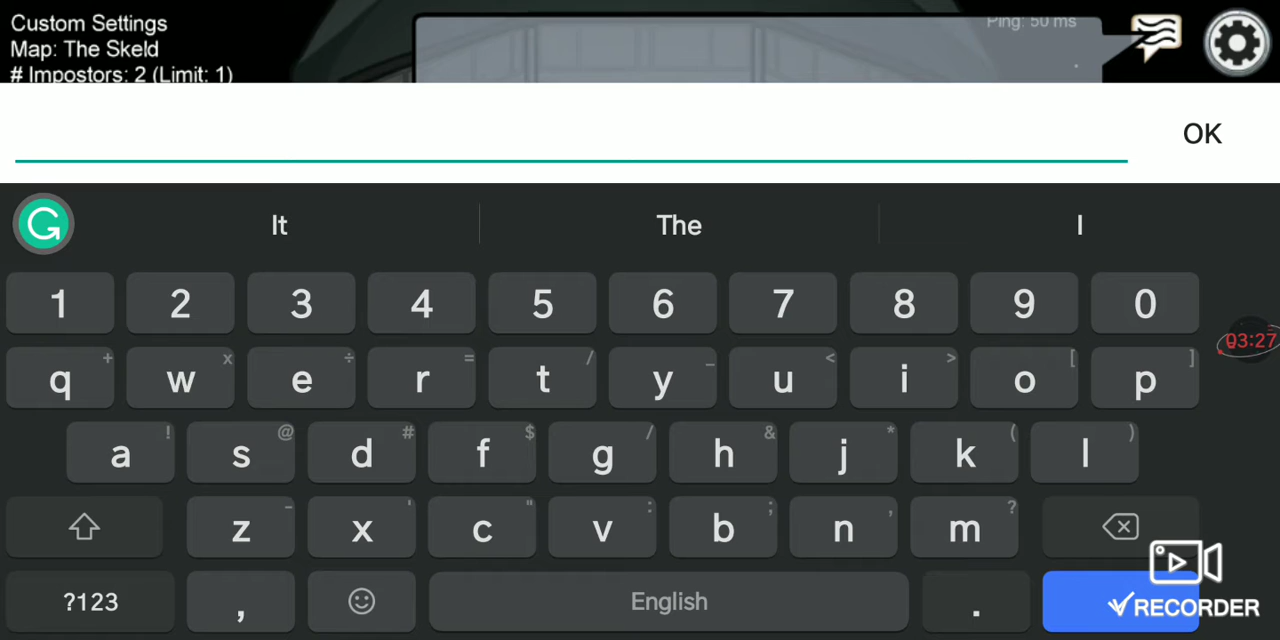 Custom Settings
Map: The Skeld
# Impostors: 2 (Limit: 1)
Ping: 50 ms
OK
It The I
1 2 3 4 5 6 7 8 9 0
03:27
+ x ÷ = / _ < > [ ]
q w e r t y u i o p
! @ # $ / & * ( )
a s d f g h j k l
- ' " : ; , ?
z x c v b n m
?123 , English .
VRECORDER